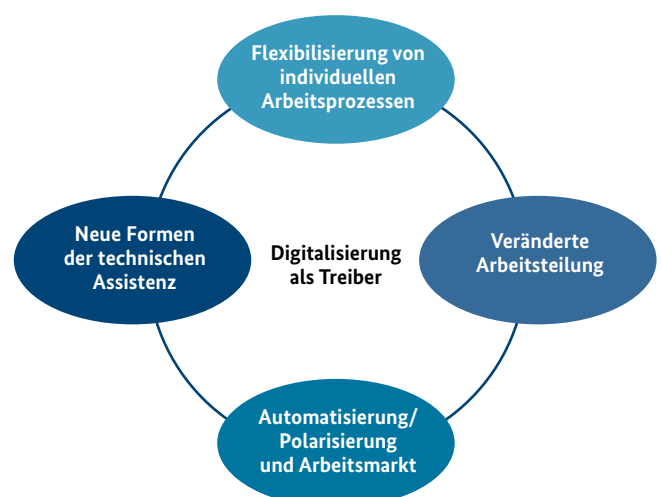 Flexibilisierung von
individuellen
Arbeitsprozessen
Neue Formen
der technischen
Assistenz
Digitalisierung
als Treiber
Veränderte
Arbeitsteilung
Automatisierung/
Polarisierung
und Arbeitsmarkt